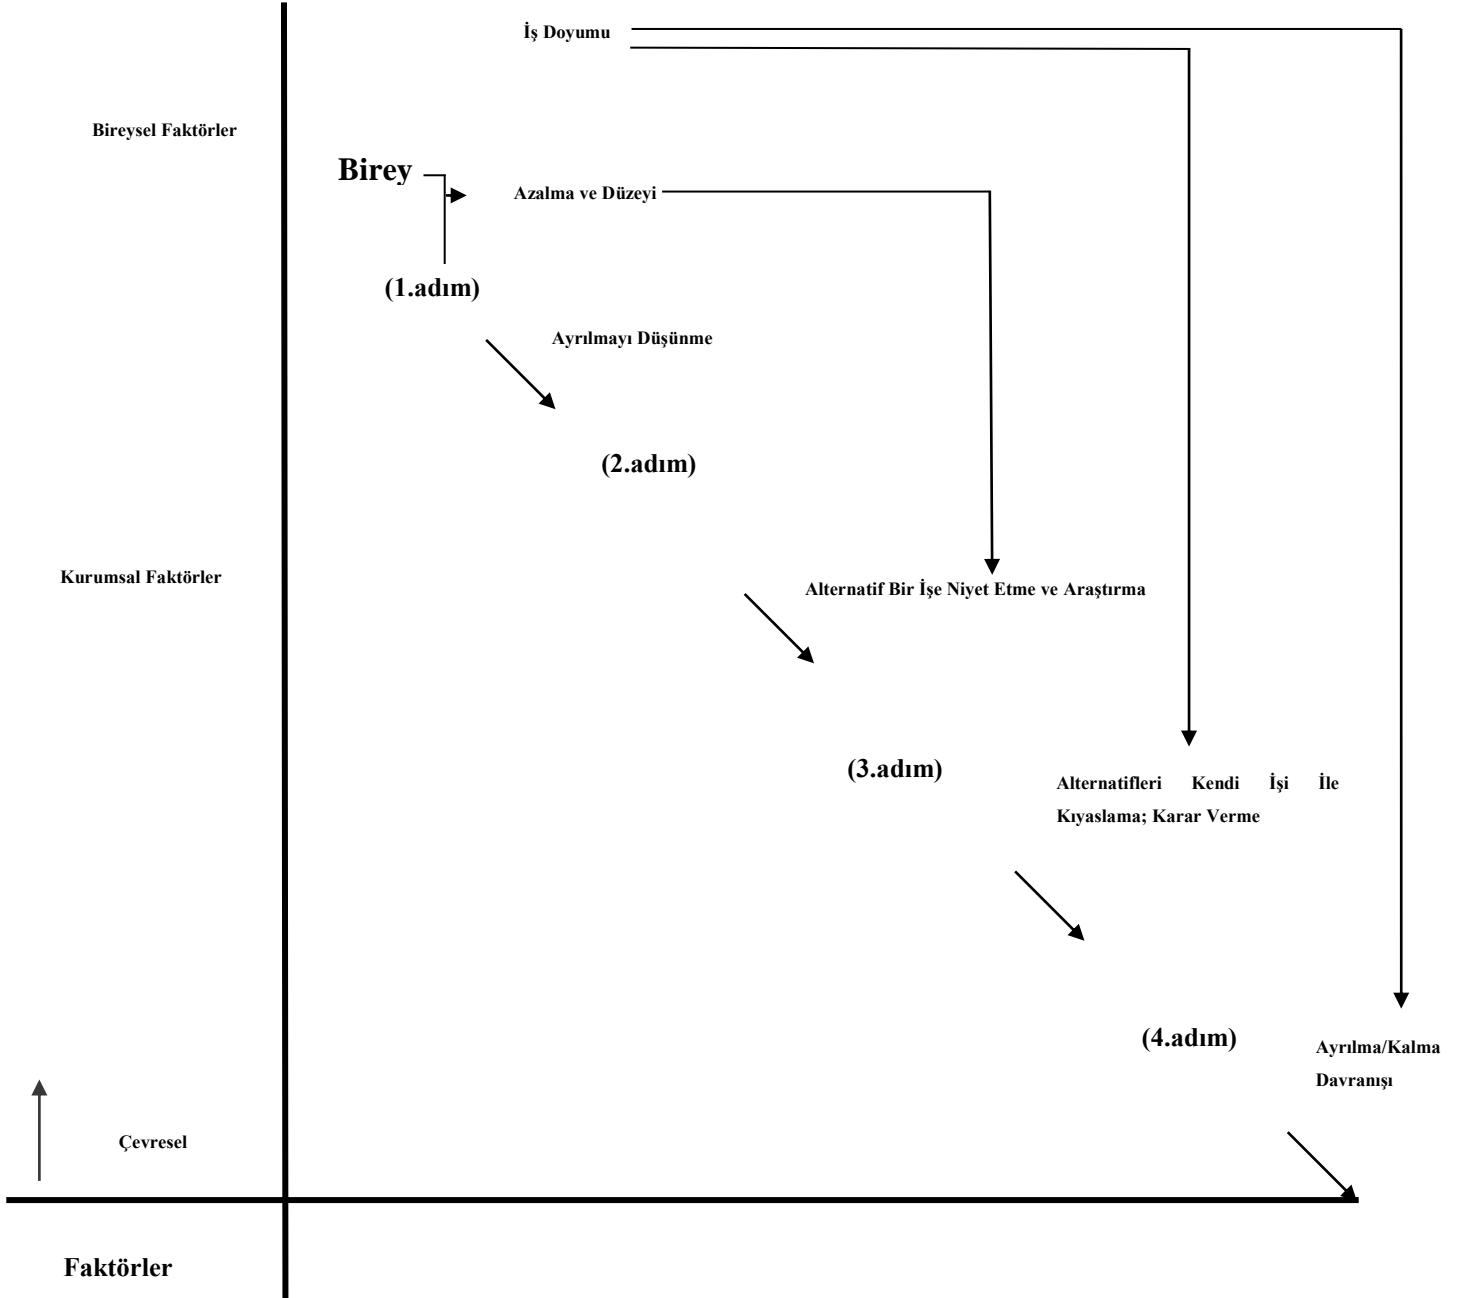 İş Doyumu
Bireysel Faktörler
Birey
Azalma ve Düzeyi
(1.adım)
Ayrılmayı Düşünme
(2.adım)
Kurumsal Faktörler
Alternatif Bir İşe Niyet Etme ve Araştırma
(3.adım)
Alternatifleri Kendi İşi İle
Kıyaslama; Karar Verme
(4.adım)
Ayrılma/Kalma
Davranışı
Çevresel
Faktörler